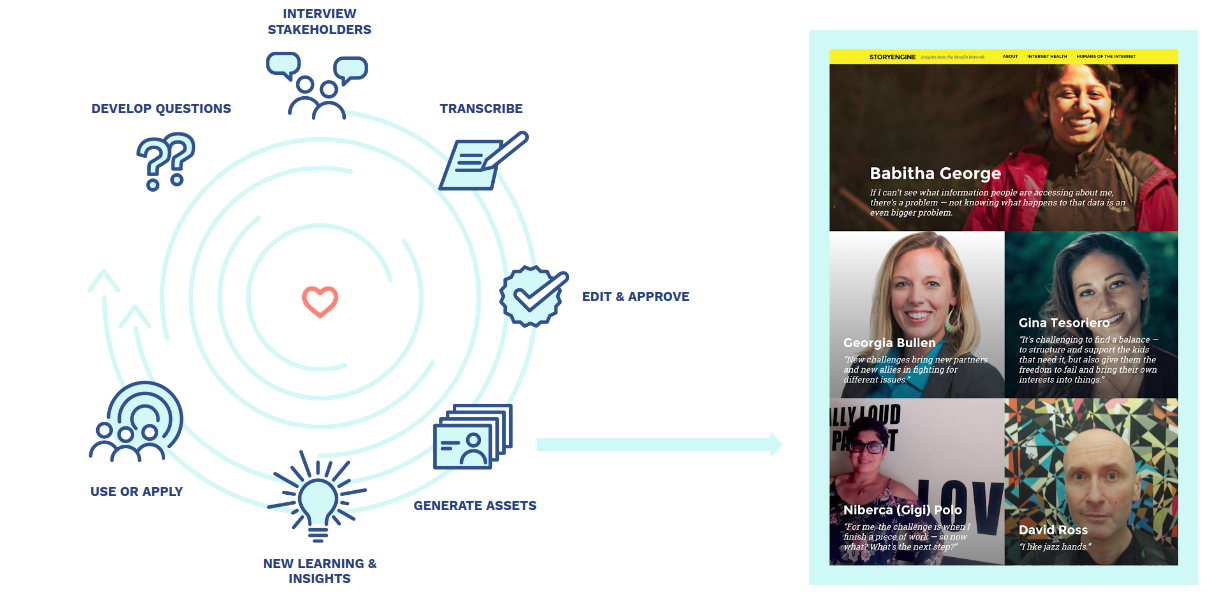 INTERVIEW
STAKEHOLDERS
DEVELOP QUESTIONS
TRANSCRIBE
EDIT & APPROVE
GENERATE ASSETS
NEW LEARNING &
INSIGHTS
USE OR APPLY
STORYENGINE Insights from the Mozilla Network ABOUT INTERNET HEALTH HUMANS OF THE INTERNET
Babitha George
If I can't see what information people are accessing about me,
there's a problem — not knowing what happens to that data is an
even bigger problem.
Georgia Bullen
"New challenges bring new partners
and new allies in fighting for
different issues."
Gina Tesoriero
"It's challenging to find a balance —
to structure and support the kids
that need it, but also give them the
freedom to fail and bring their own
interests into things."
ALLY LOUD
LOV
Niberca (Gigi) Polo
"For me, the challenge is when I
finish a piece of work — so now
what? What's the next step?"
David Ross
"I like jazz hands."